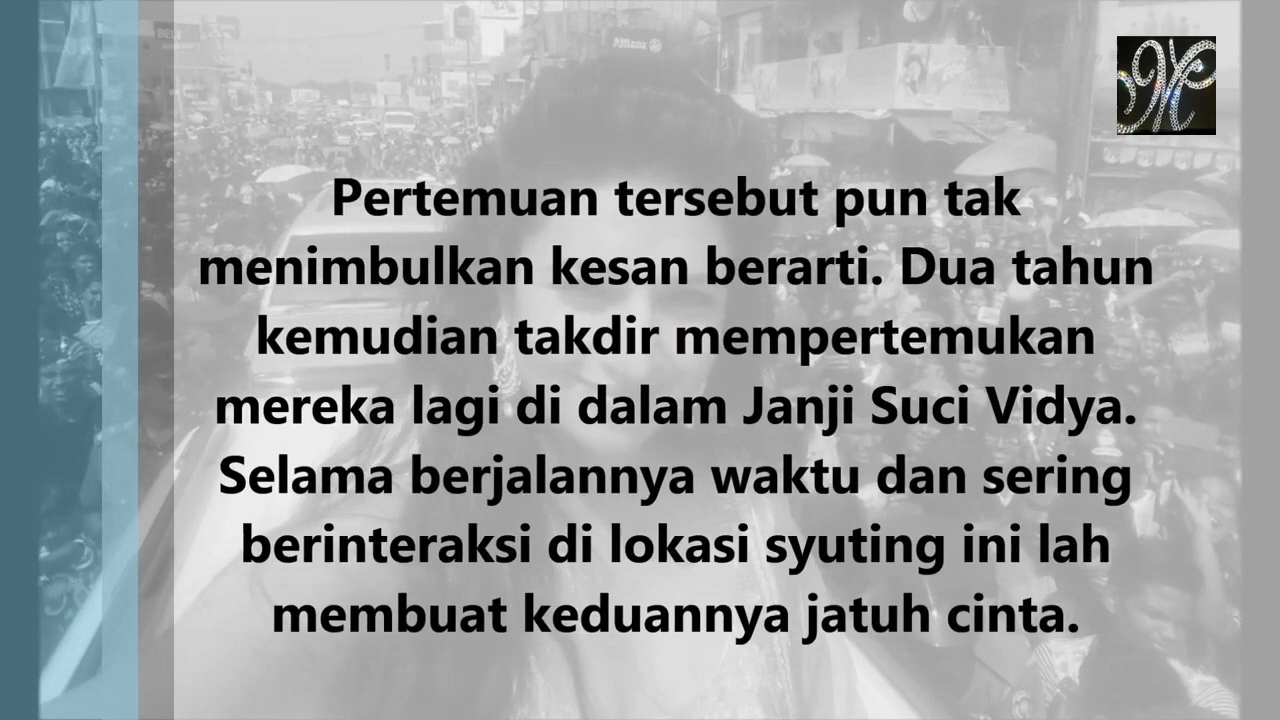 Allianz
Pertemuan tersebut pun tak
menimbulkan kesan berarti. Dua tahun
kemudian takdir mempertemukan
mereka lagi di dalam Janji Suci Vidya.
Selama berjalannya waktu dan sering
berinteraksi di lokasi syuting ini lah
membuat keduannya jatuh cinta.